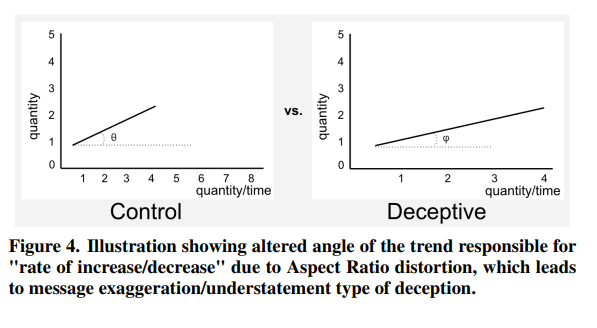 5
4
3
2
1
0
quantity
θ
1 2 3 4 5 6 7 8
quantity/time
Control
vs.
5
4
3
2
1
0
quantity
φ
1 2 3 4
quantity/time
Deceptive
Figure 4. Illustration showing altered angle of the trend responsible for
"rate of increase/decrease" due to Aspect Ratio distortion, which leads
to message exaggeration/understatement type of deception.